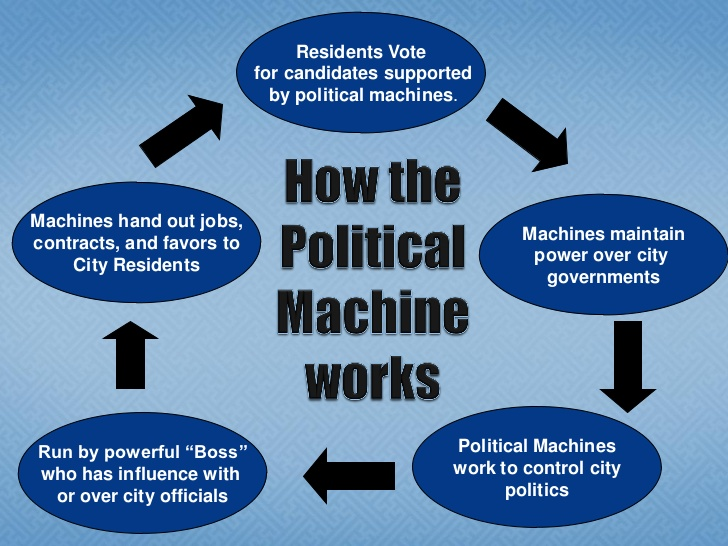 Residents Vote
for candidates supported
by political machines.
How the
Political
Machine
works
Machines maintain
power over city
governments
Political Machines
work to control city
politics
Run by powerful “Boss”
who has influence with
or over city officials
Machines hand out jobs,
contracts, and favors to
City Residents